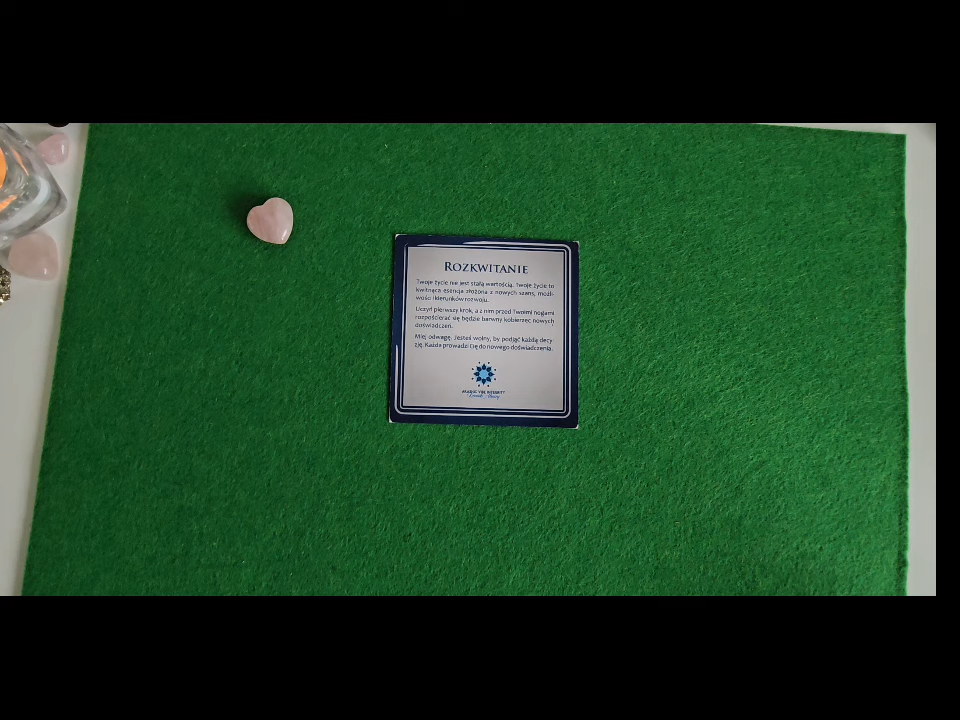 ROZKWITANIE
Twoje życie nie jest stałą wartością. Twoje życie to
kwitnąca esencja złożona z nowych szans, możli-
wości i kierunków rozwoju.
Uczyń pierwszy krok, a z nim przed Twoimi nogami
rozpościerać się będzie barwny kobierzec nowych
doświadczeń.
Miej odwagę. Jesteś wolny, by podjąć każdą decy
zję. Każda prowadzi Cię do nowego doświadczenia.